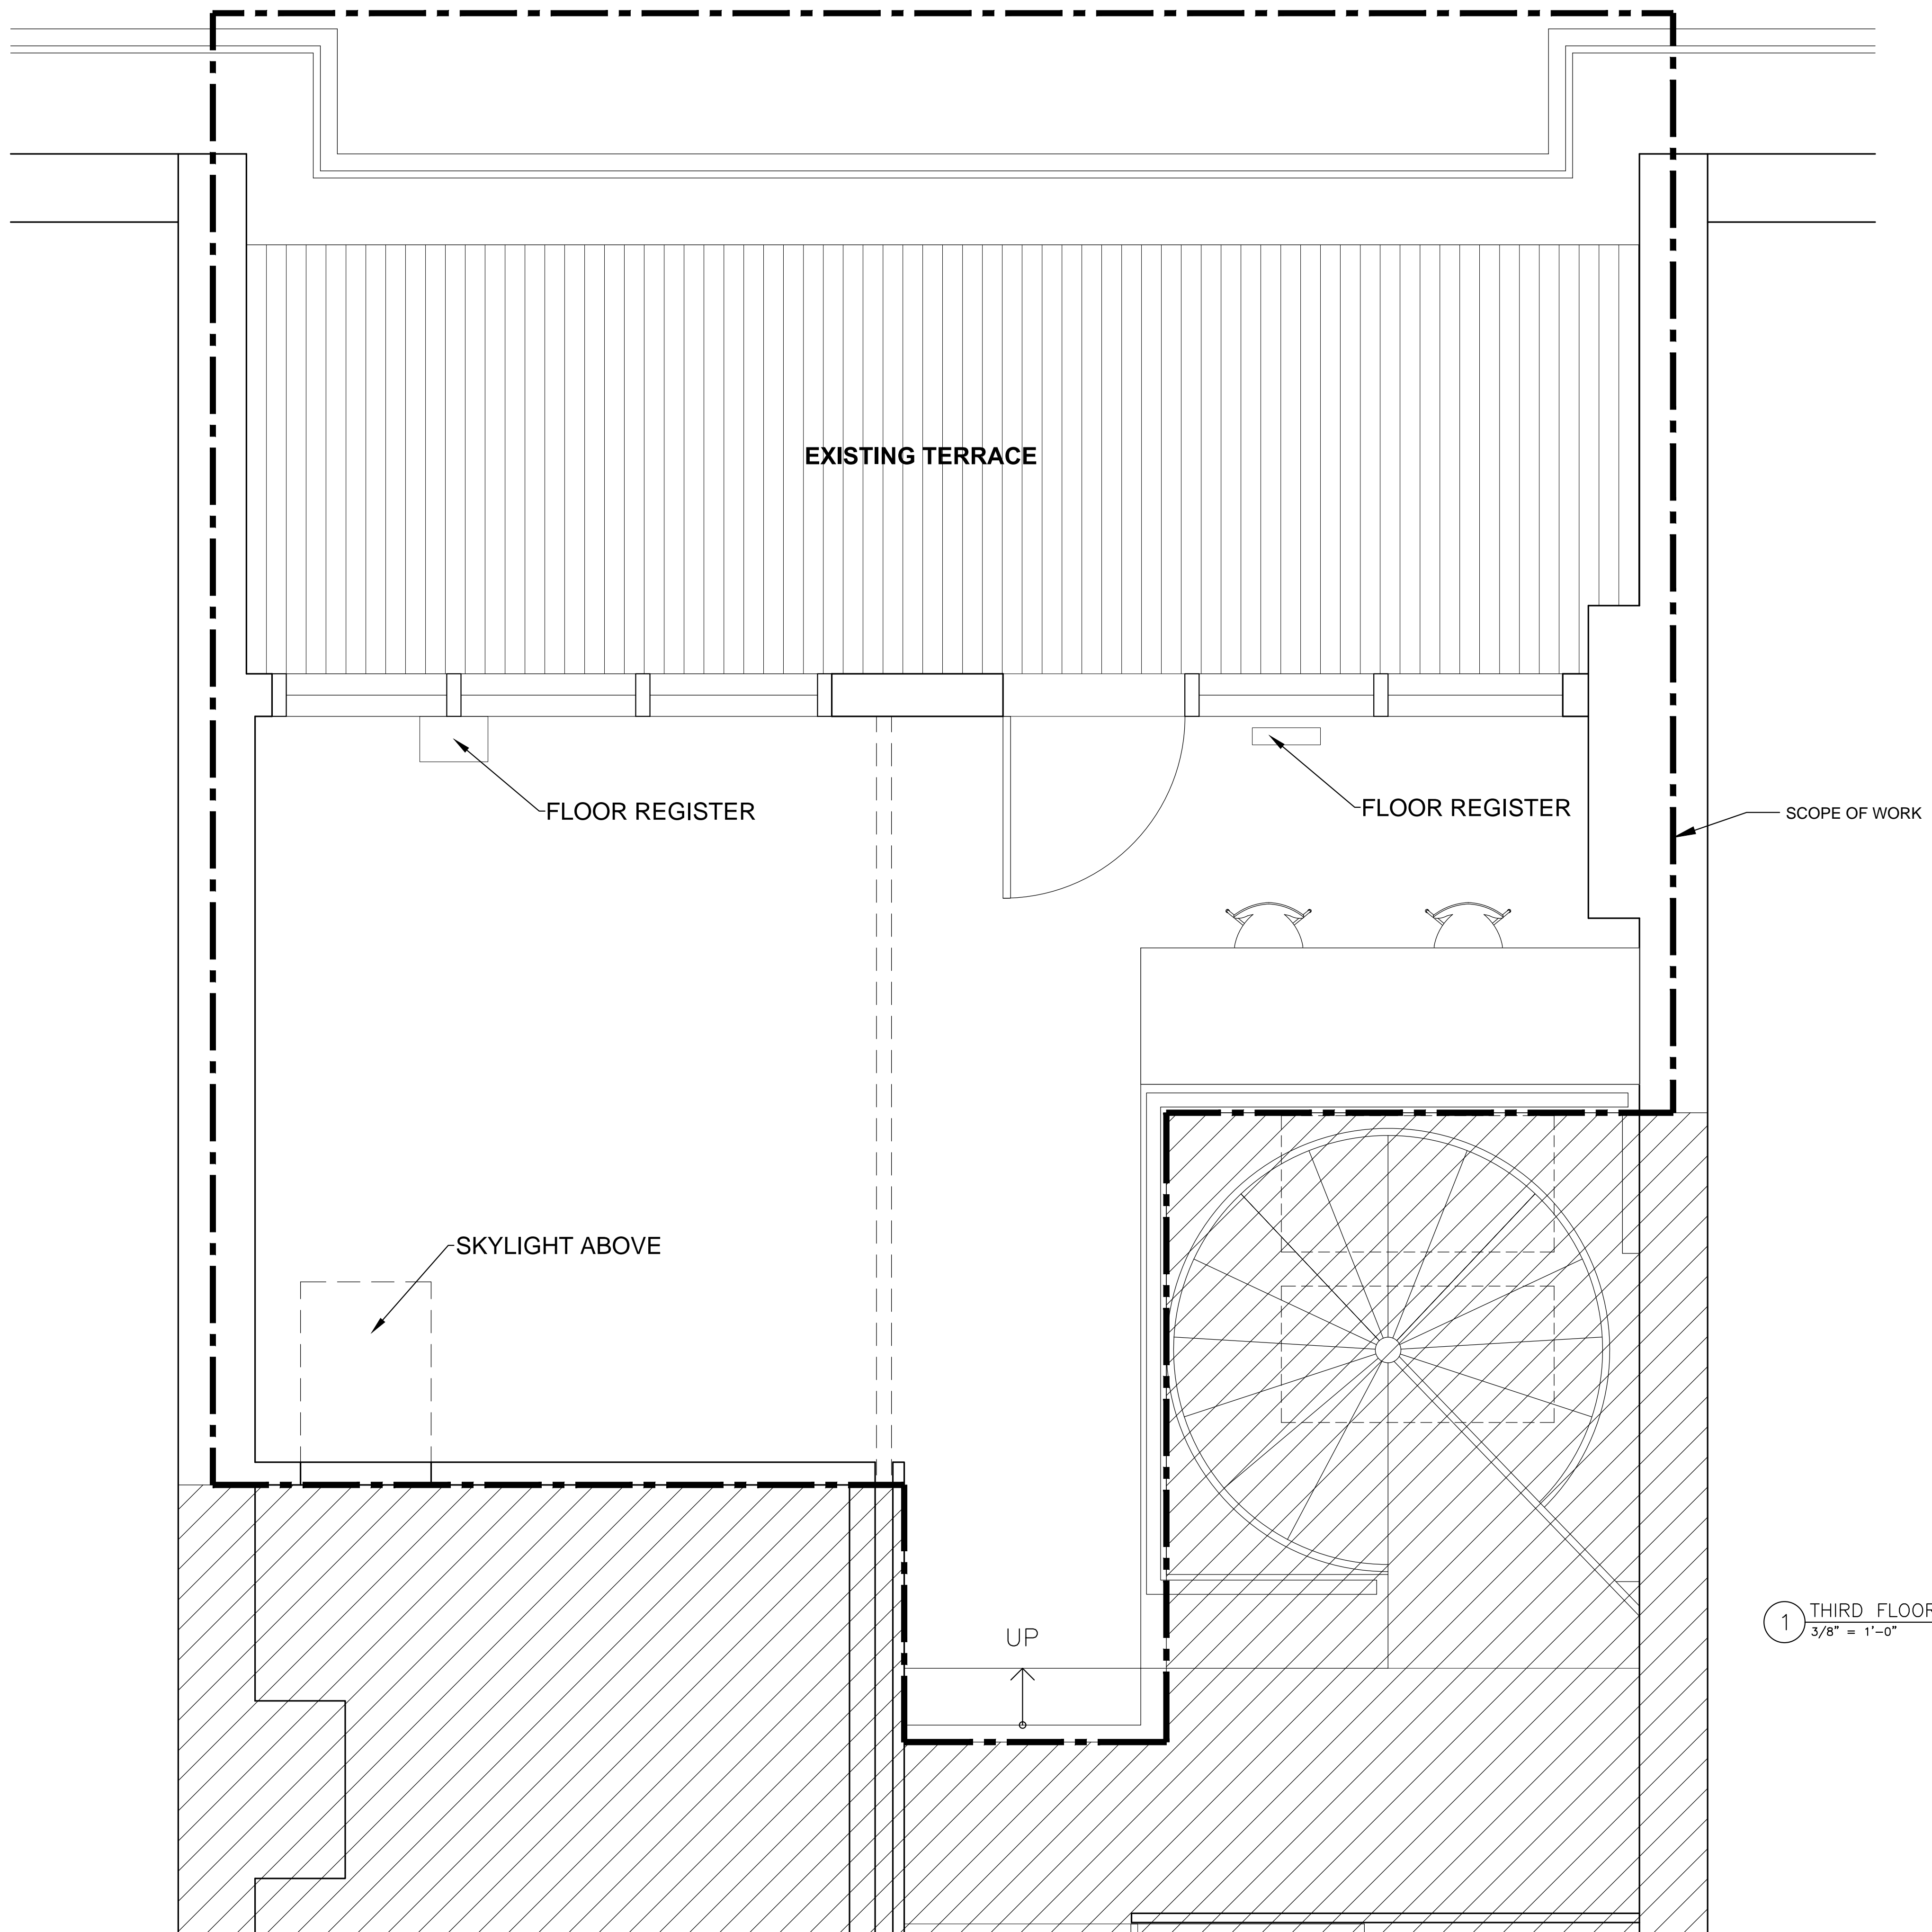 EXISTING TERRACE
FLOOR REGISTER
FLOOR REGISTER
SCOPE OF WORK
SKYLIGHT ABOVE
UP
1
THIRD FLOOR
3/8" = 1'-0"